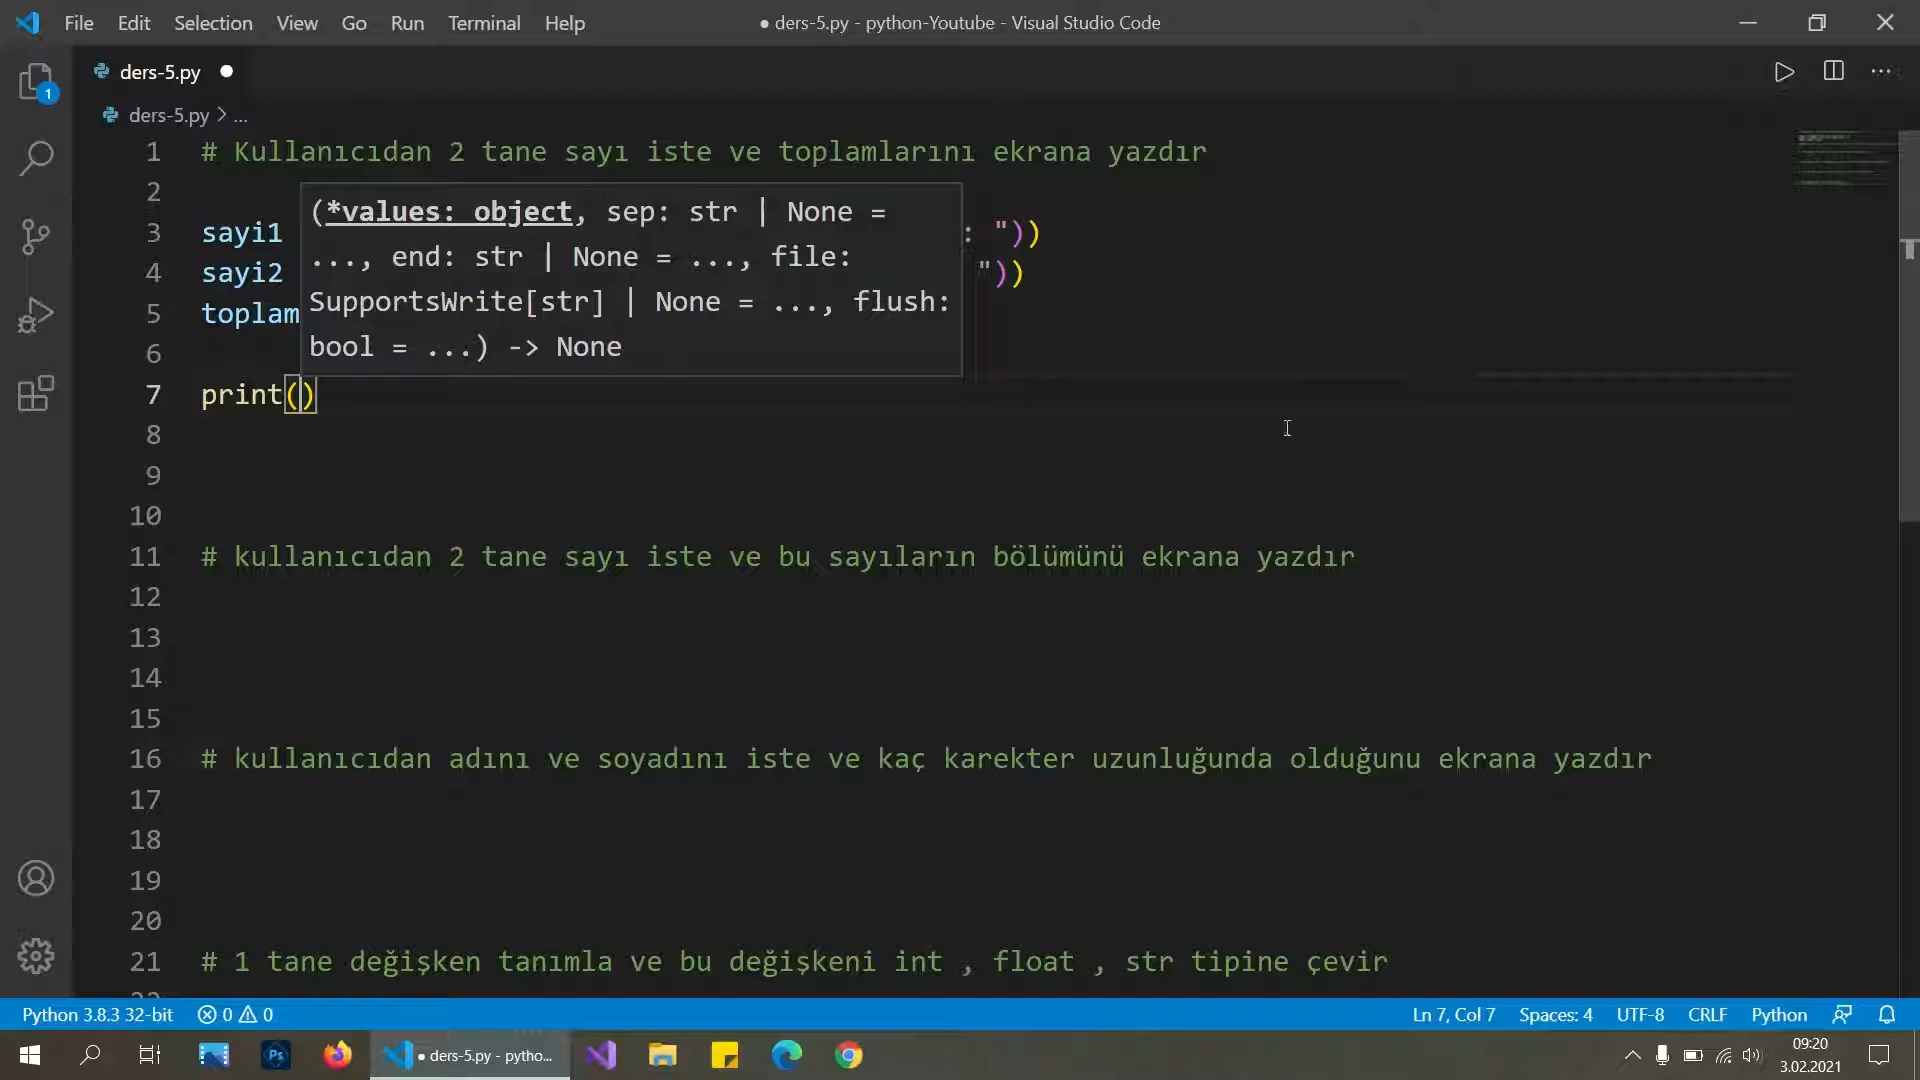 File Edit Selection View Go Run Terminal Help ● ders-5.py - python-Youtube - Visual Studio Code
ders-5.py
1
ders-5.py > ...
1 # Kullanıcıdan 2 tane sayı iste ve toplamlarını ekrana yazdır
2
(*values: object, sep: str | None =
3 sayi1 : "))
..., end: str | None = ..., file:
4 sayi2 "))
SupportsWrite[str] | None = ..., flush:
5 toplam
bool = ...) -> None
6
7 print()
8
9
10
11 # kullanıcıdan 2 tane sayı iste ve bu sayıların bölümünü ekrana yazdır
12
13
14
15
16 # kullanıcıdan adını ve soyadını iste ve kaç karekter uzunluğunda olduğunu ekrana yazdır
17
18
19
20
21 # 1 tane değişken tanımla ve bu değişkeni int , float , str tipine çevir
Python 3.8.3 32-bit 0 0 Ln 7, Col 7 Spaces: 4 UTF-8 CRLF Python
Ps ● ders-5.py - pytho... 09:20
3.02.2021